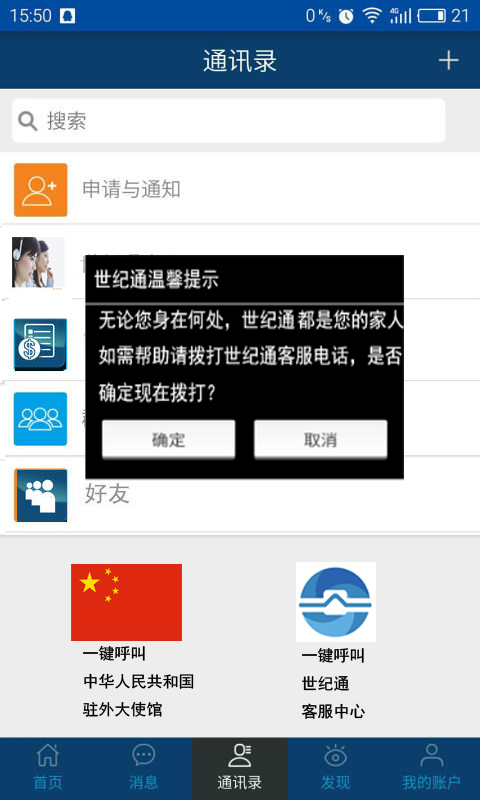 15:50
0 K/s 4G 21
通讯录
搜索
申请与通知
世纪通温馨提示
无论您身在何处，世纪通都是您的家人
如需帮助请拨打世纪通客服电话，是否
确定现在拨打？
确定 取消
好友
一键呼叫
中华人民共和国
驻外大使馆
一键呼叫
世纪通
客服中心
首页 消息 通讯录 发现 我的账户